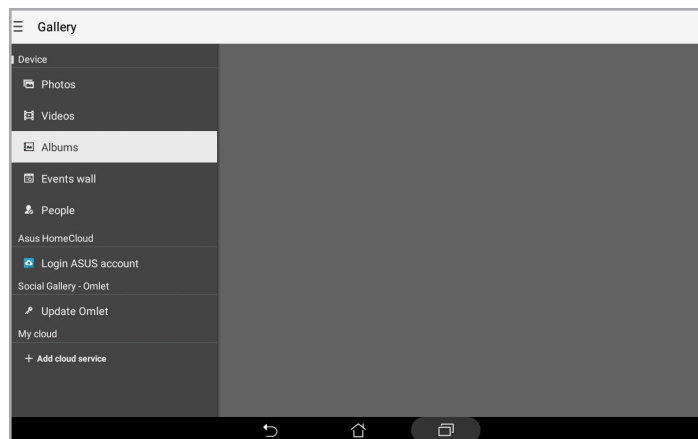 Gallery
Device
Photos
Videos
Albums
Events wall
People
Asus HomeCloud
Login ASUS account
Social Gallery - Omlet
Update Omlet
My cloud
+ Add cloud service